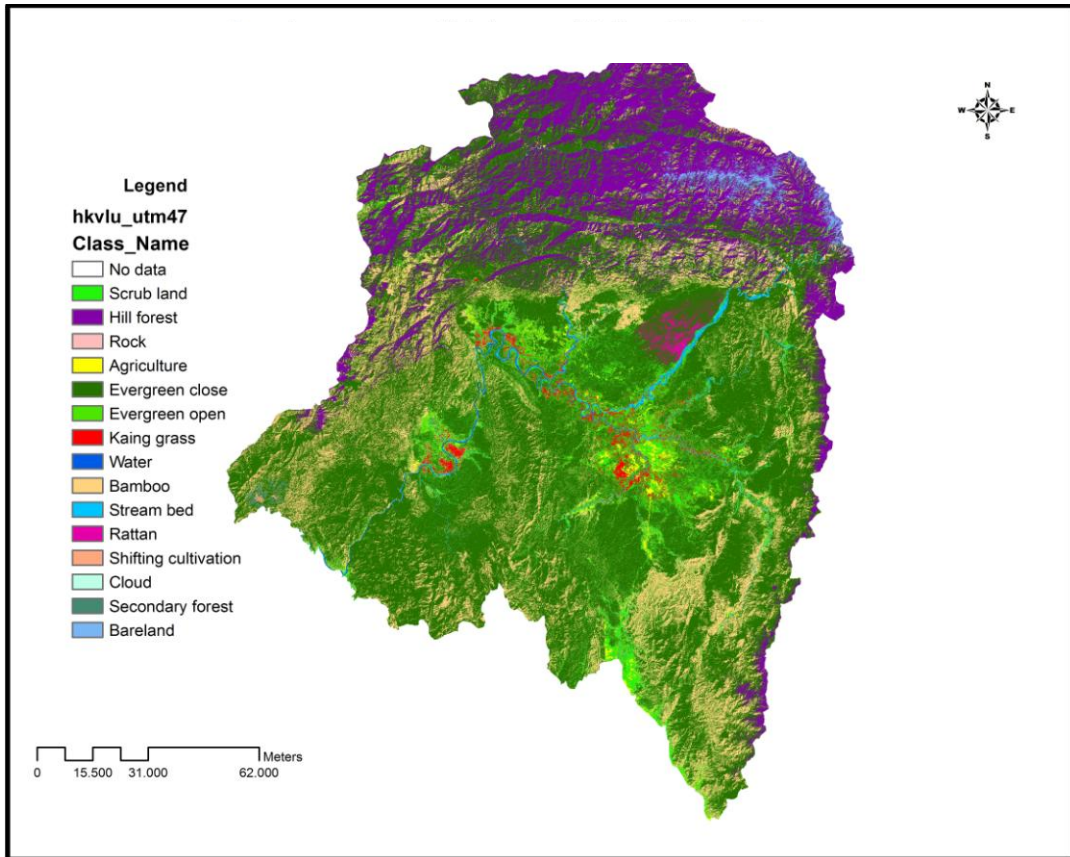 N
W E
S
Legend
hkvlu_utm47
Class_Name
No data
Scrub land
Hill forest
Rock
Agriculture
Evergreen close
Evergreen open
Kaing grass
Water
Bamboo
Stream bed
Rattan
Shifting cultivation
Cloud
Secondary forest
Bareland
Meters
0 15.500 31.000 62.000